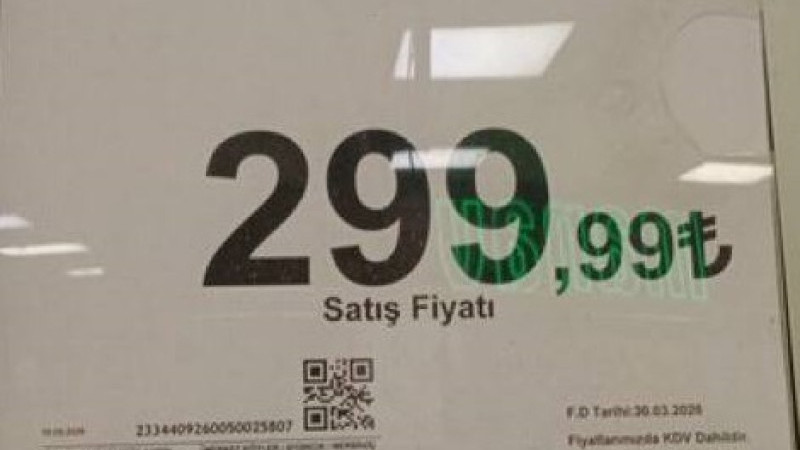 299,99₺
Satış Fiyatı
2334409260050025807
F.D Tarihi:30.03.2026
Fiyatlarımızda KDV Dahildir.